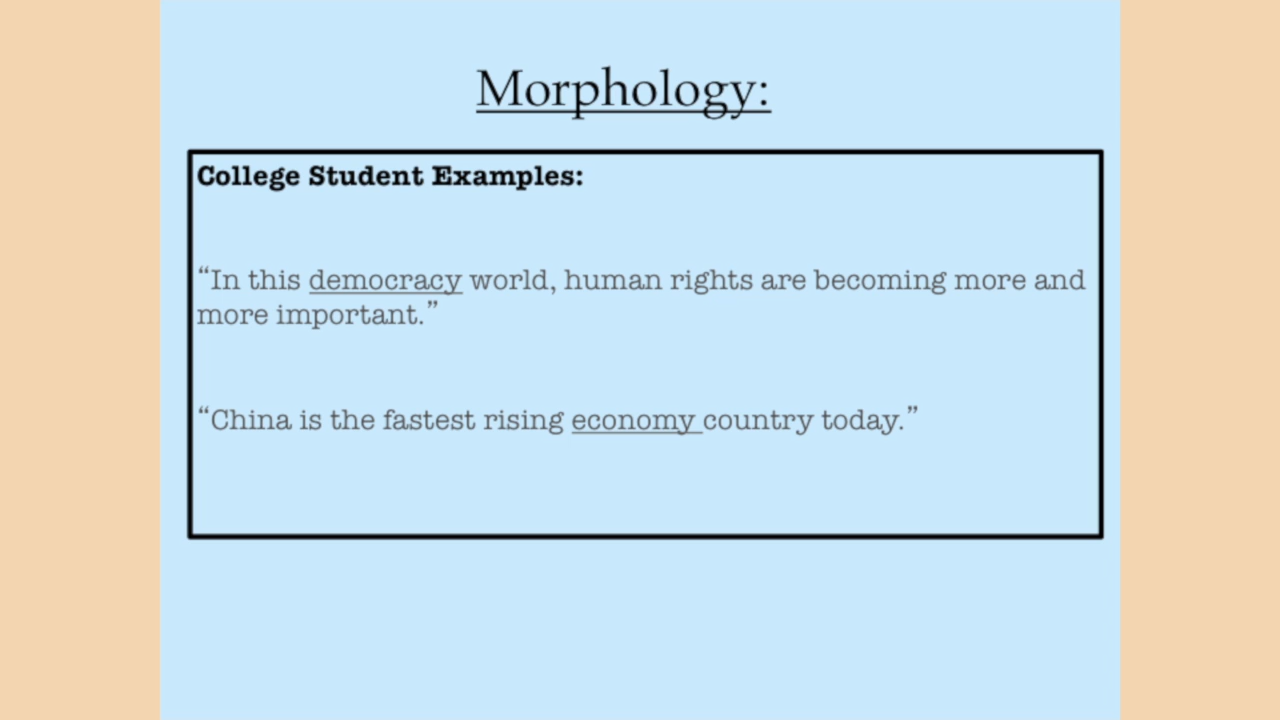 Morphology:
College Student Examples:
“In this democracy world, human rights are becoming more and
more important.”
“China is the fastest rising economy country today.”